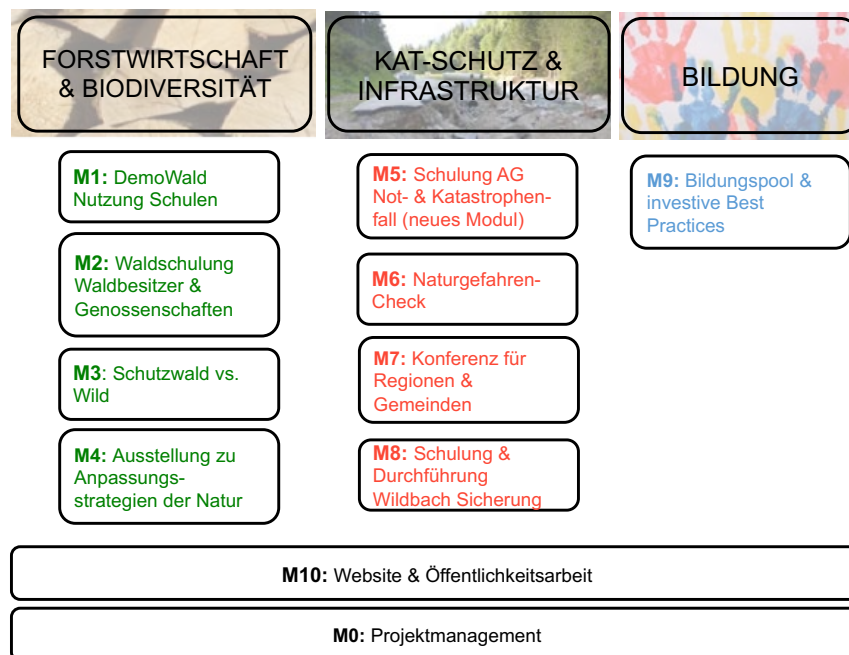 FORSTWIRTSCHAFT
& BIODIVERSITÄT
M1: DemoWald
Nutzung Schulen
M2: Waldschulung
Waldbesitzer &
Genossenschaften
M3: Schutzwald vs.
Wild
M4: Ausstellung zu
Anpassungs-
strategien der Natur
KAT-SCHUTZ &
INFRASTRUKTUR
M5: Schulung AG
Not- & Katastrophen-
fall (neues Modul)
M6: Naturgefahren-
Check
M7: Konferenz für
Regionen &
Gemeinden
M8: Schulung &
Durchführung
Wildbach Sicherung
BILDUNG
M9: Bildungspool &
investive Best
Practices
M10: Website & Öffentlichkeitsarbeit
M0: Projektmanagement